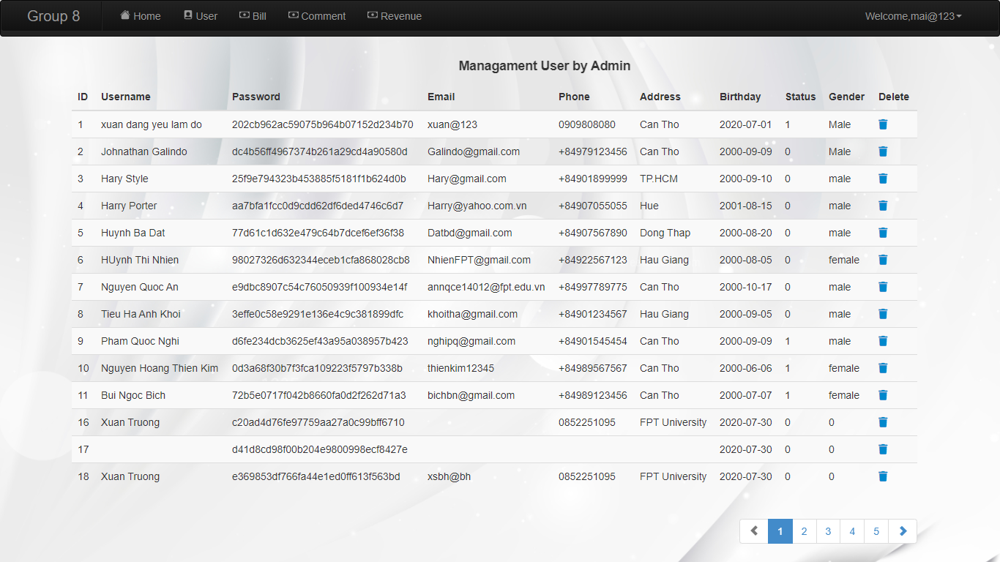 Group 8 Home User Bill Comment Revenue Welcome,mai@123
Managament User by Admin
ID Username Password Email Phone Address Birthday Status Gender Delete
1 xuan dang yeu lam do 202cb962ac59075b964b07152d234b70 xuan@123 0909808080 Can Tho 2020-07-01 1 Male
2 Johnathan Galindo dc4b56ff4967374b261a29cd4a90580d Galindo@gmail.com +84979123456 Can Tho 2000-09-09 0 Male
3 Hary Style 25f9e794323b453885f5181f1b624d0b Hary@gmail.com +84901899999 TP.HCM 2000-09-10 0 male
4 Harry Porter aa7bfa1fcc0d9cdd62df6ded4746c6d7 Harry@yahoo.com.vn +84907055055 Hue 2001-08-15 0 male
5 Huynh Ba Dat 77d61c1d632e479c64b7dcef6ef36f38 Datbd@gmail.com +84907567890 Dong Thap 2000-08-20 0 male
6 HUynh Thi Nhien 98027326d632344eceb1cfa868028cb8 NhienFPT@gmail.com +84922567123 Hau Giang 2000-08-05 0 female
7 Nguyen Quoc An e9dbc8907c54c76050939f100934e14f annqce14012@fpt.edu.vn +84997789775 Can Tho 2000-10-17 0 male
8 Tieu Ha Anh Khoi 3effe0c58e9291e136e4c9c381899dfc khoitha@gmail.com +84901234567 Hau Giang 2000-09-05 0 male
9 Pham Quoc Nghi d6fe234dcb3625ef43a95a038957b423 nghipq@gmail.com +84901545454 Can Tho 2000-09-09 1 male
10 Nguyen Hoang Thien Kim 0d3a68f30b7f3fca109223f5797b338b thienkim12345 +84989567567 Can Tho 2000-06-06 1 female
11 Bui Ngoc Bich 72b5e0717f042b8660fa0d2f262d71a3 bichbn@gmail.com +84989123456 Can Tho 2000-07-07 1 female
16 Xuan Truong c20ad4d76fe97759aa27a0c99bff6710 0852251095 FPT University 2020-07-30 0 0
17 d41d8cd98f00b204e9800998ecf8427e 2020-07-30 0 0
18 Xuan Truong e369853df766fa44e1ed0ff613f563bd xsbh@bh 0852251095 FPT University 2020-07-30 0 0
1 2 3 4 5